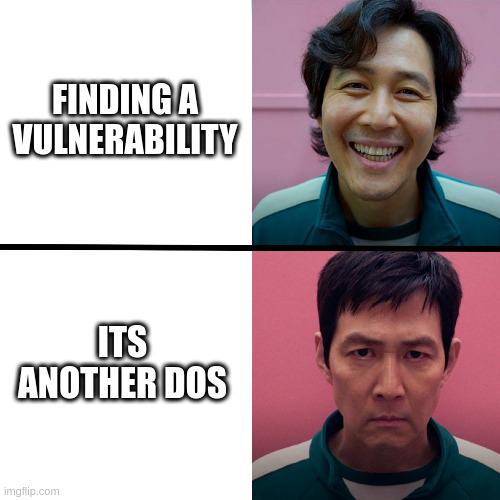 FINDING A
VULNERABILITY
ITS
ANOTHER DOS
imgflip.com